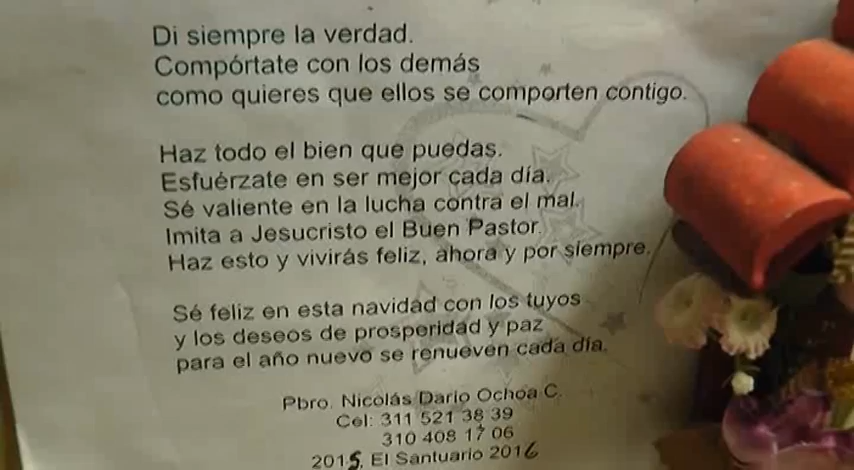 Di siempre la verdad.
Compórtate con los demás
como quieres que ellos se comporten contigo.
Haz todo el bien que puedas.
Esfuérzate en ser mejor cada día.
Sé valiente en la lucha contra el mal.
Imita a Jesucristo el Buen Pastor.
Haz esto y vivirás feliz, ahora y por siempre.
Sé feliz en esta navidad con los tuyos
y los deseos de prosperidad y paz
para el año nuevo se renueven cada día.
Pbro. Nicolás Dario Ochoa C.
Cel: 311 521 38 39
310 408 17 06
2015, El Santuario 2016